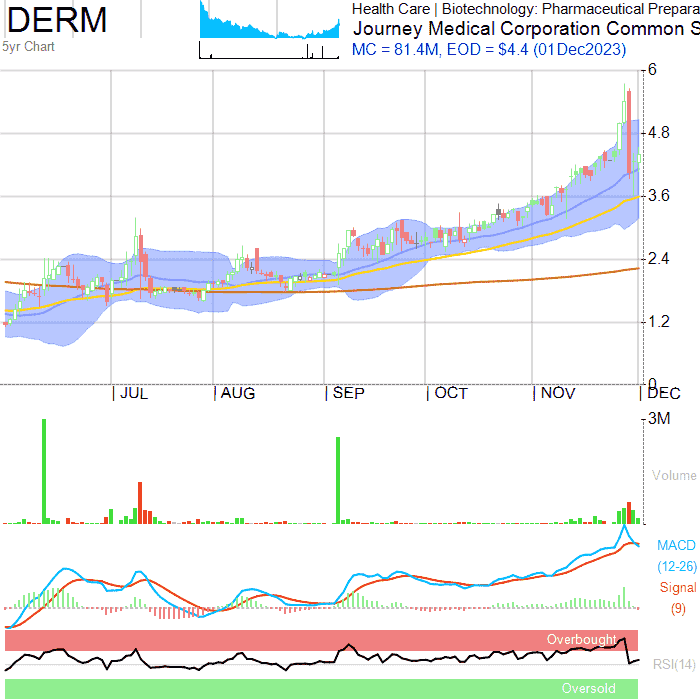 DERM
5yr Chart
Health Care | Biotechnology: Pharmaceutical Prepara
Journey Medical Corporation Common S
MC = 81.4M, EOD = $4.4 (01Dec2023)
6
4.8
3.6
2.4
1.2
0
| JUL | AUG | SEP | OCT | NOV | DEC
3M
Volume
MACD
(12-26)
Signal
(9)
Overbought
RSI(14)
Oversold